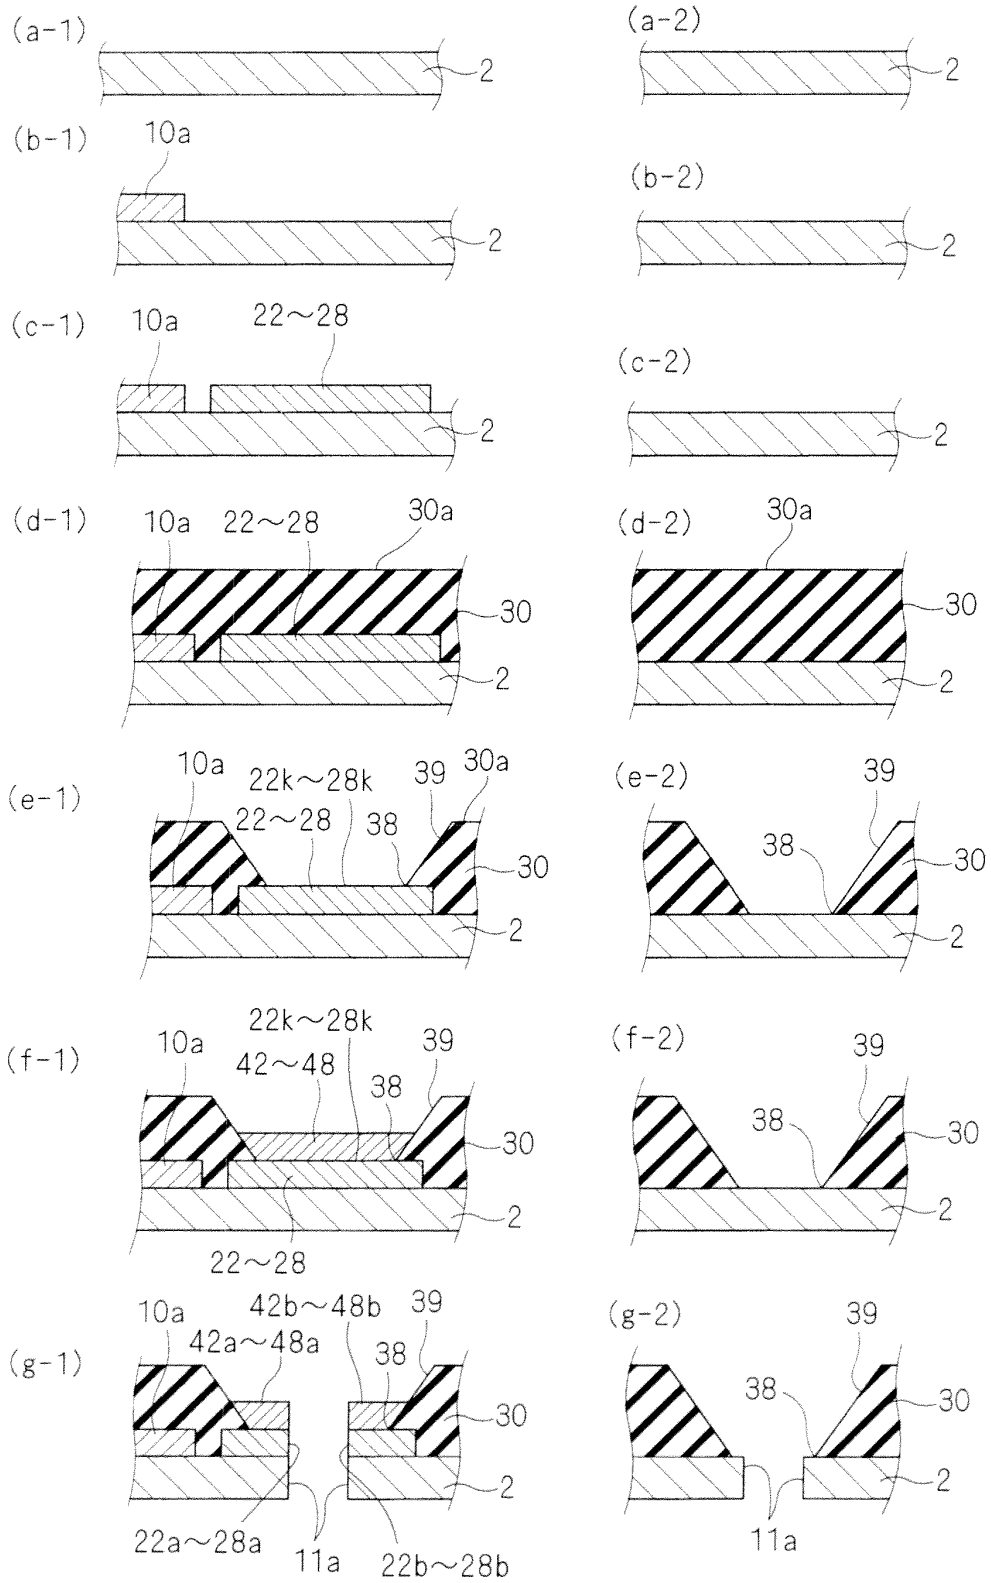 (a-1)
2
(a-2)
2
(b-1)
10a
2
(b-2)
2
(c-1)
10a
22～28
2
(c-2)
2
(d-1)
10a
22～28
30a
30
2
(d-2)
30a
30
2
(e-1)
10a
22k～28k
22～28
38
39
30a
30
2
(e-2)
38
39
30
2
(f-1)
10a
22k～28k
42～48
38
39
30
2
22～28
(f-2)
38
39
30
2
(g-1)
10a
42b～48b
42a～48a
38
39
30
2
22a～28a
11a
22b～28b
(g-2)
38
39
30
2
11a